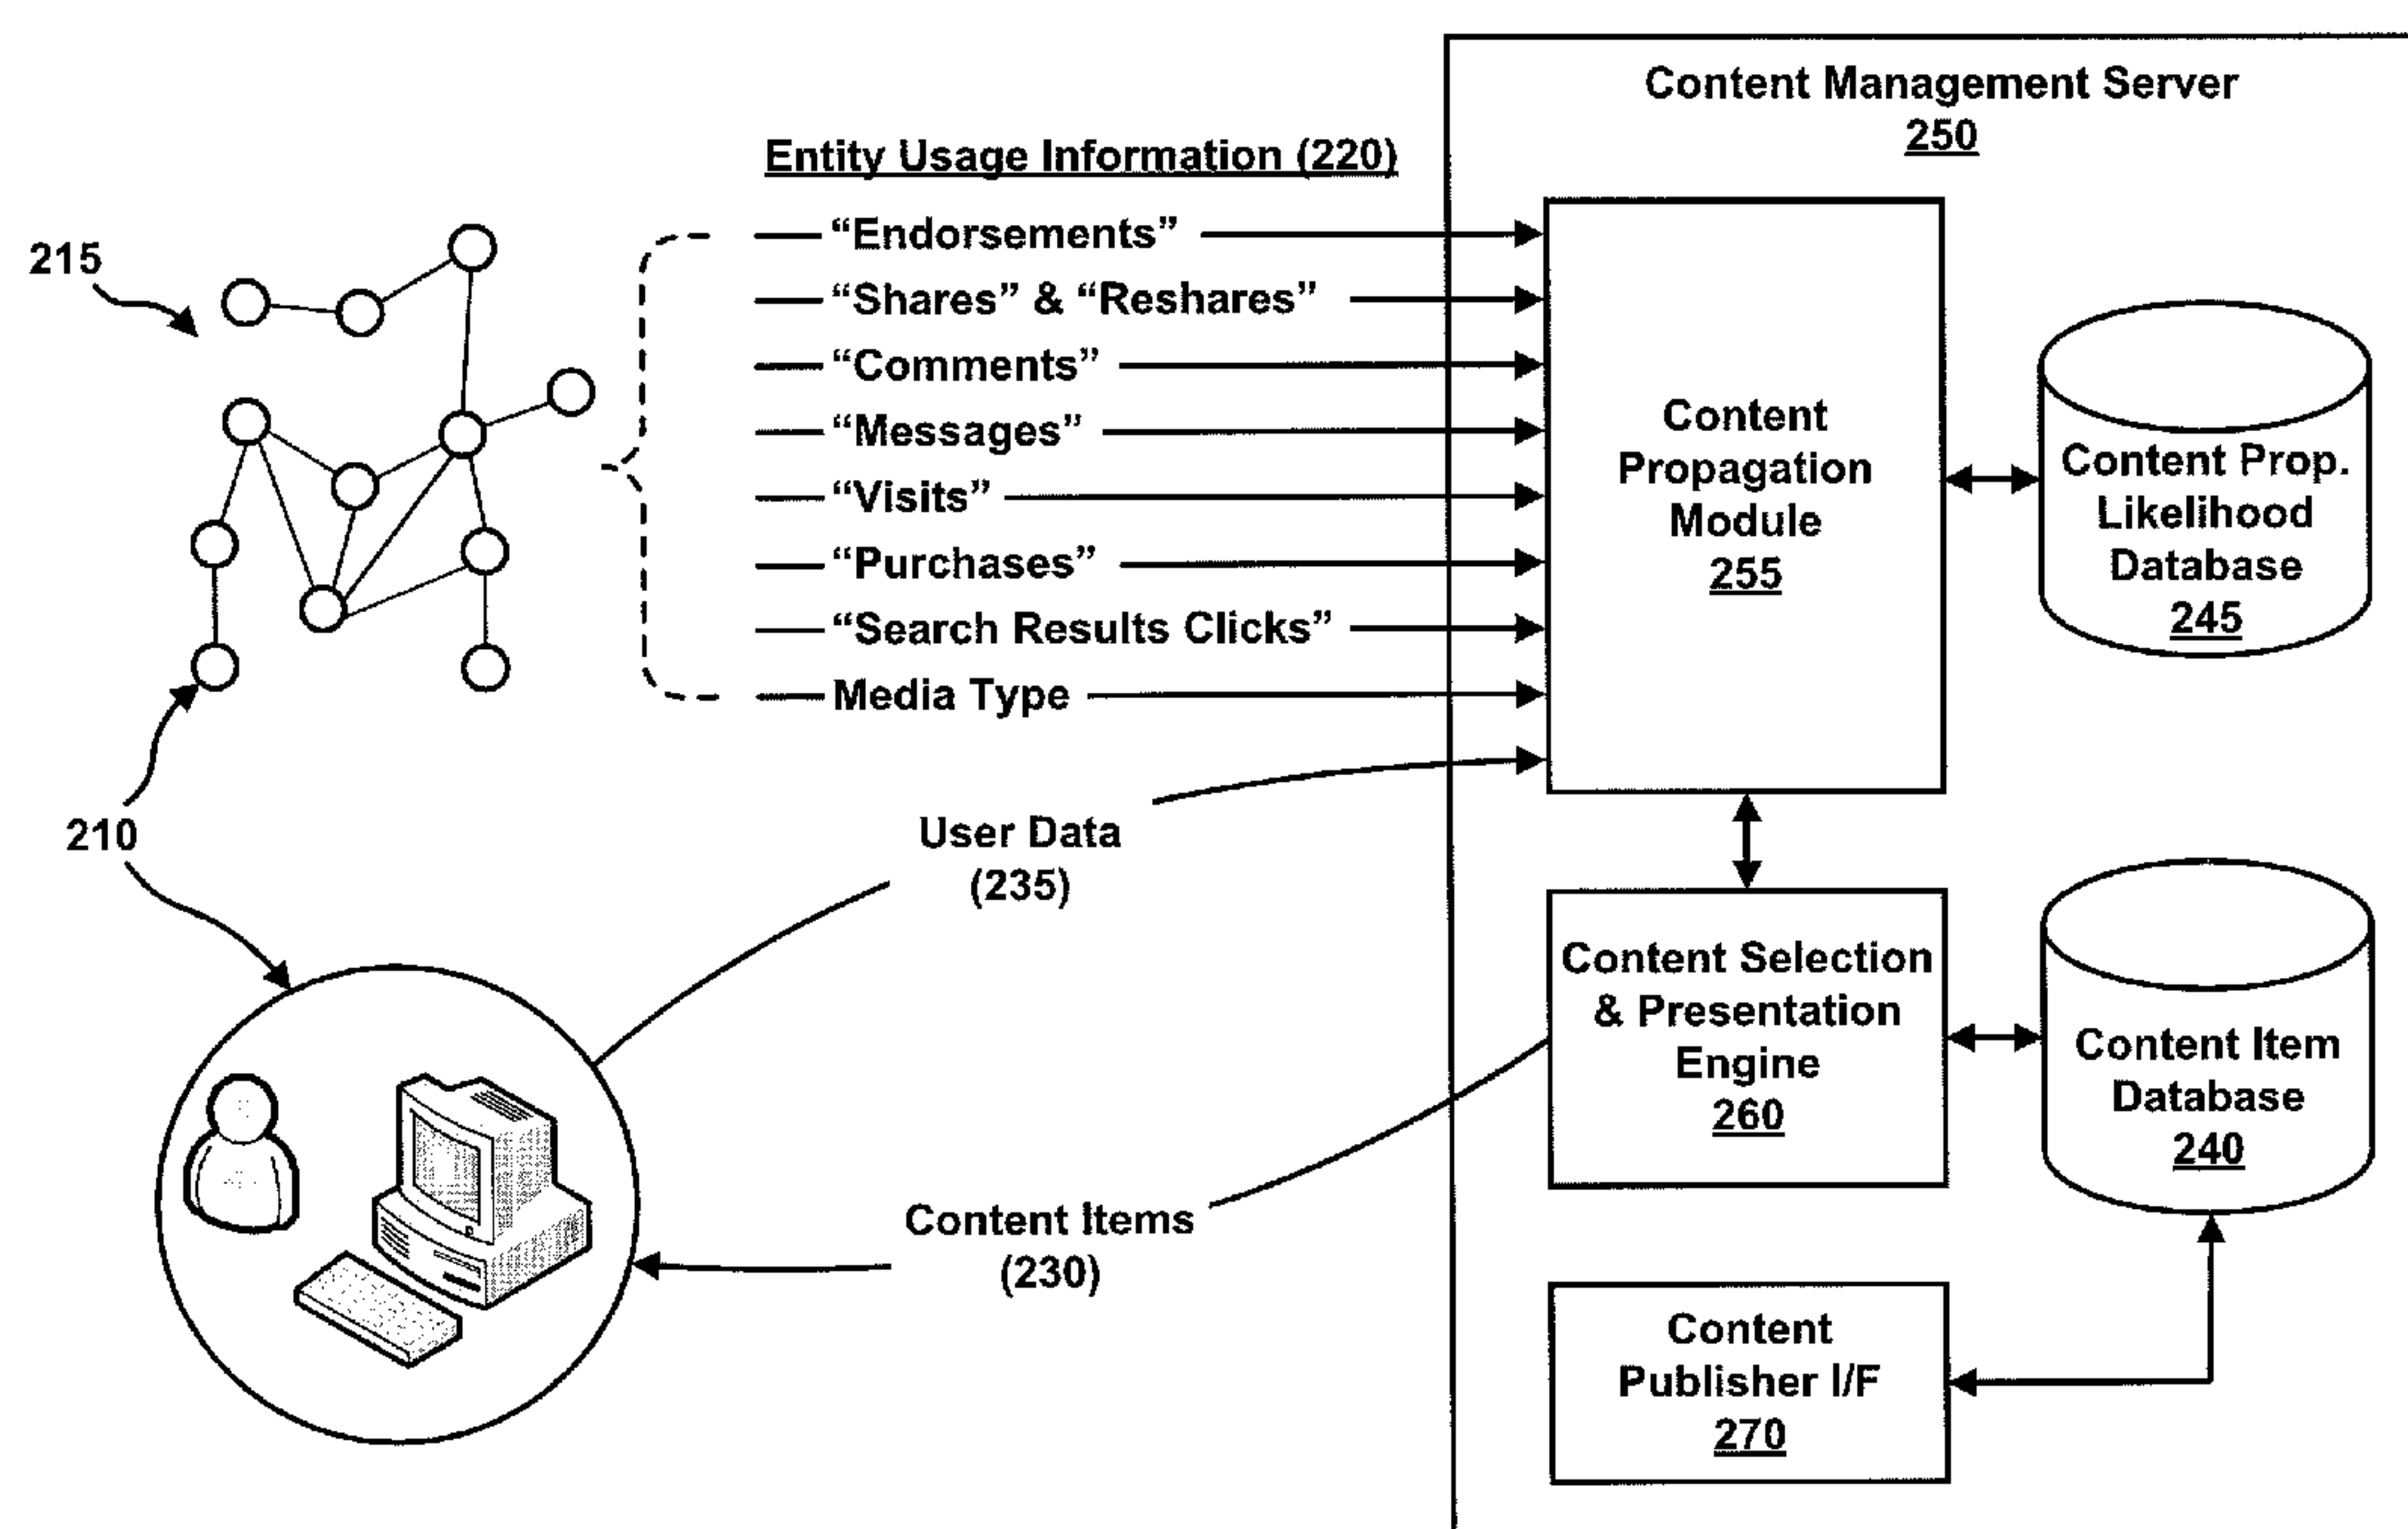 Content Management Server
250
Entity Usage Information (220)
“Endorsements”
“Shares” & “Reshares”
“Comments”
“Messages”
“Visits”
“Purchases”
“Search Results Clicks”
Media Type
215
210
User Data
(235)
Content Items
(230)
Content
Propagation
Module
255
Content Prop.
Likelihood
Database
245
Content Selection
& Presentation
Engine
260
Content Item
Database
240
Content
Publisher I/F
270